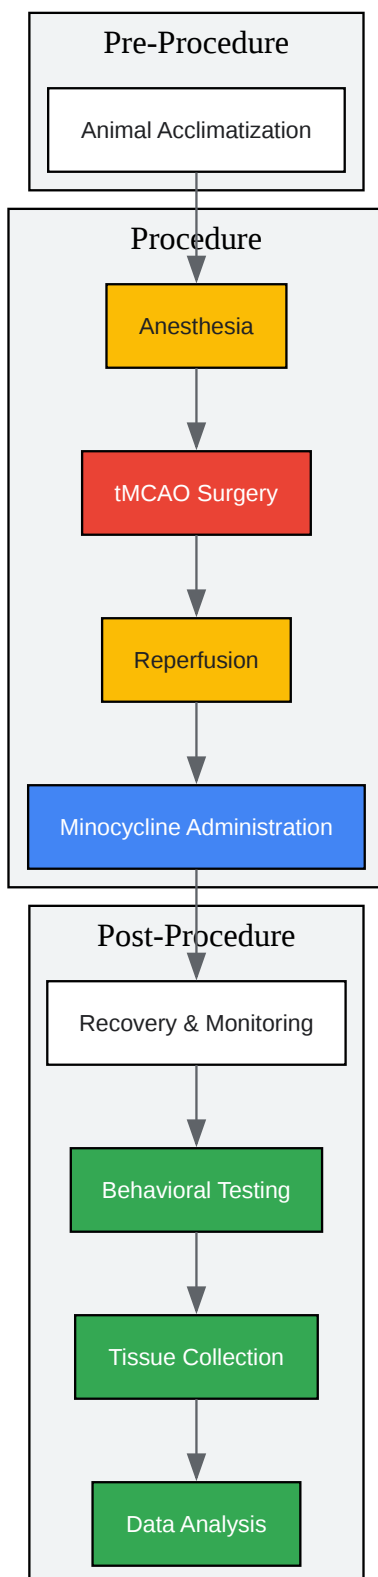 Pre-Procedure
Animal Acclimatization
Procedure
Anesthesia
tMCAO Surgery
Reperfusion
Minocycline Administration
Post-Procedure
Recovery & Monitoring
Behavioral Testing
Tissue Collection
Data Analysis